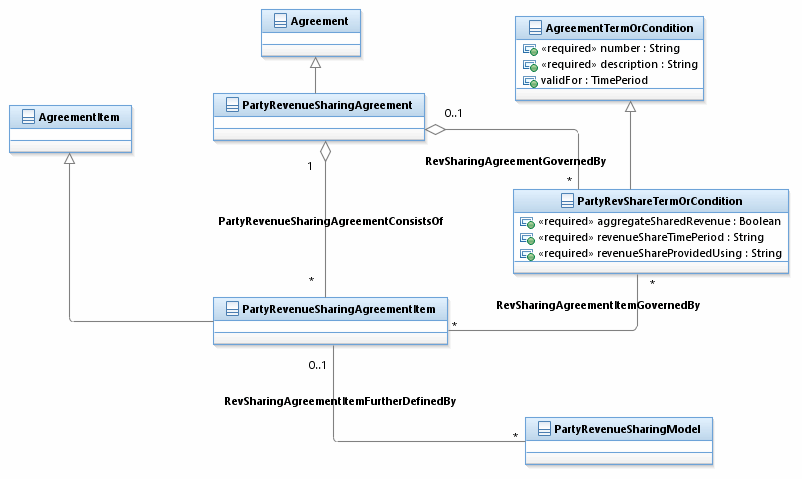 Agreement
AgreementTermOrCondition
«required» number : String
«required» description : String
validFor : TimePeriod
PartyRevenueSharingAgreement
AgreementItem
0..1
RevSharingAgreementGovernedBy
*
1
PartyRevShareTermOrCondition
«required» aggregateSharedRevenue : Boolean
«required» revenueShareTimePeriod : String
«required» revenueShareProvidedUsing : String
PartyRevenueSharingAgreementConsistsOf
*
*
RevSharingAgreementItemGovernedBy
PartyRevenueSharingAgreementItem
*
0..1
RevSharingAgreementItemFurtherDefinedBy
*
PartyRevenueSharingModel